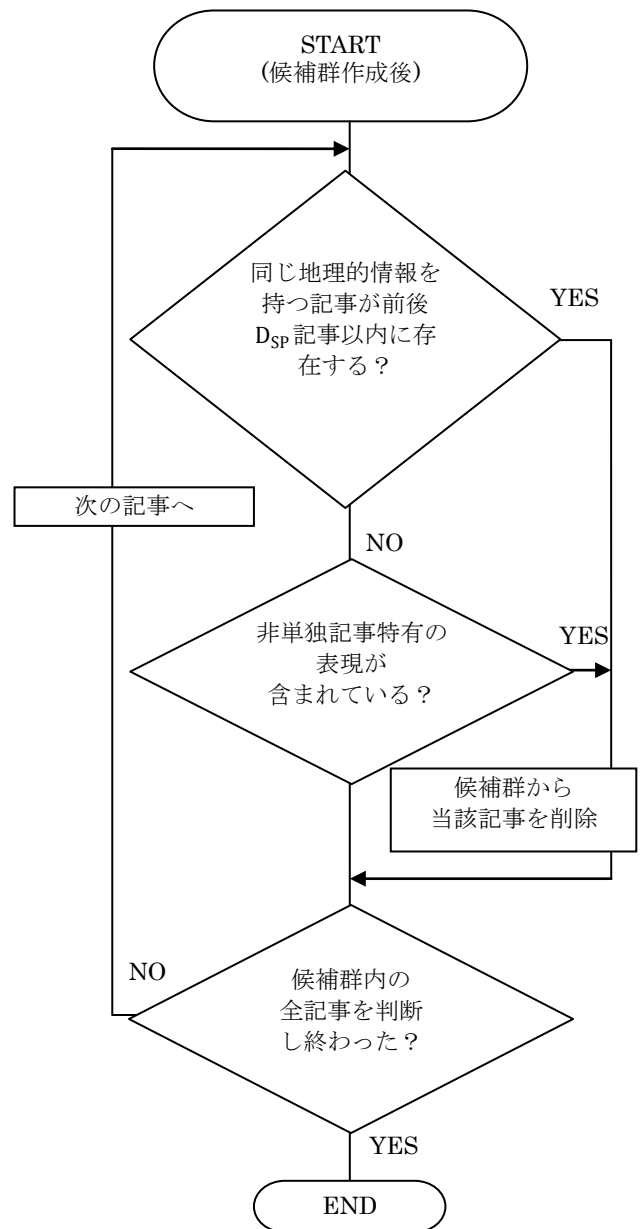 START
(候補群作成後)
同じ地理的情報を
持つ記事が前後
D_SP 記事以内に存
在する？
YES
次の記事へ
NO
非単独記事特有の
表現が
含まれている？
YES
候補群から
当該記事を削除
NO
候補群内の
全記事を判断
し終わった？
YES
END